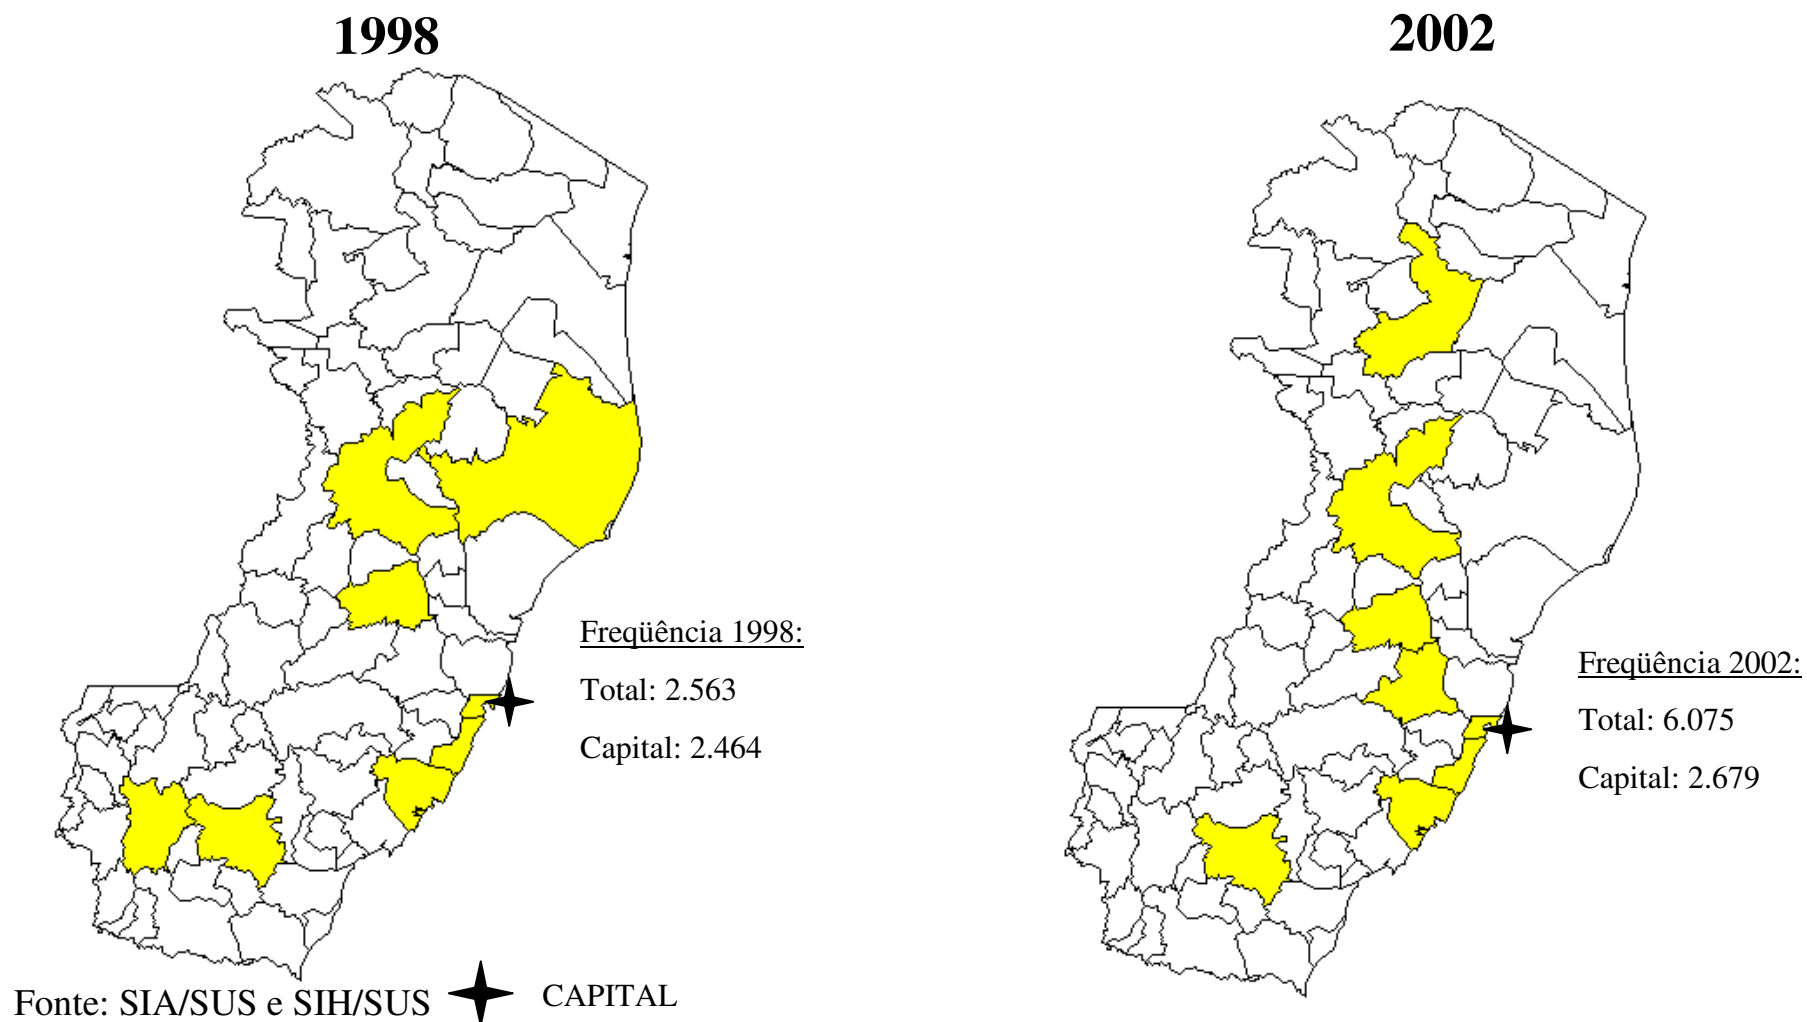 1998
2002
Freqüência 1998:
Total: 2.563
Capital: 2.464
Freqüência 2002:
Total: 6.075
Capital: 2.679
Fonte: SIA/SUS e SIH/SUS
CAPITAL